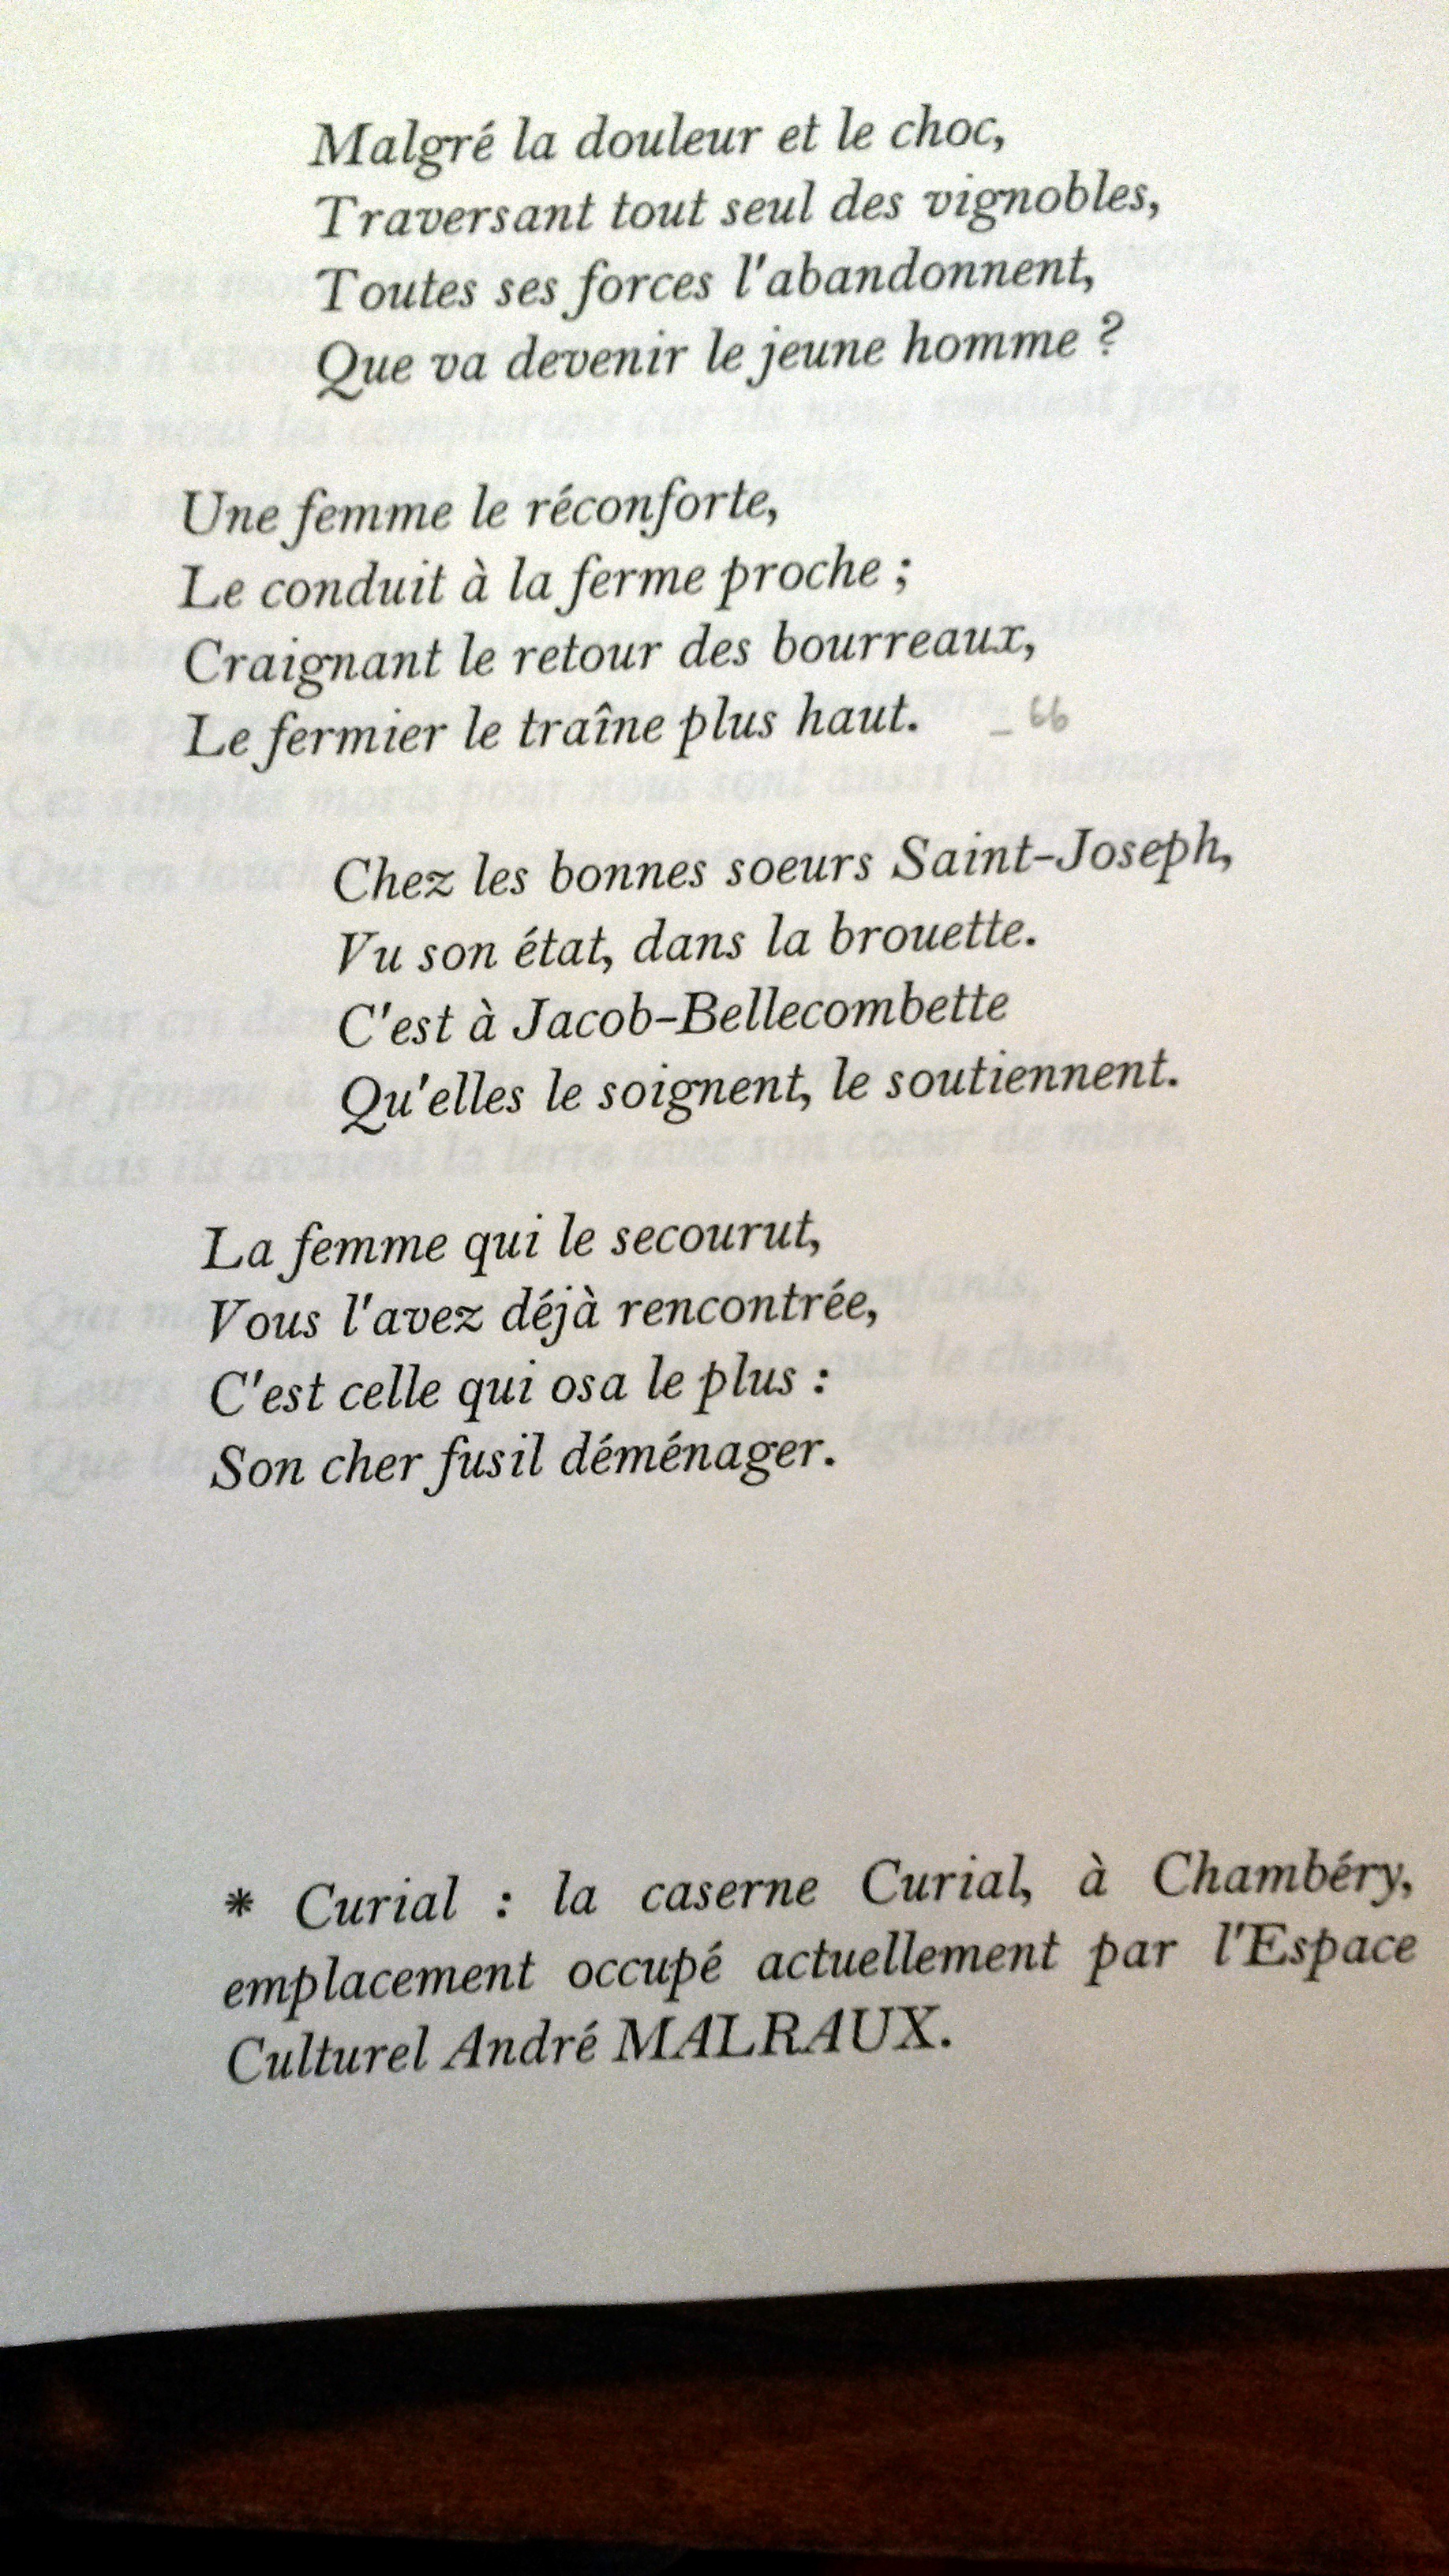 Malgré la douleur et le choc,
Traversant tout seul des vignobles,
Toutes ses forces l'abandonnent,
Que va devenir le jeune homme ?
Une femme le réconforte,
Le conduit à la ferme proche ;
Craignant le retour des bourreaux,
Le fermier le traîne plus haut. _ 66
Chez les bonnes soeurs Saint-Joseph,
Vu son état, dans la brouette.
C'est à Jacob-Bellecombette
Qu'elles le soignent, le soutiennent.
La femme qui le secourut,
Vous l'avez déjà rencontrée,
C'est celle qui osa le plus :
Son cher fusil déménager.
* Curial : la caserne Curial, à Chambéry,
emplacement occupé actuellement par l'Espace
Culturel André MALRAUX.